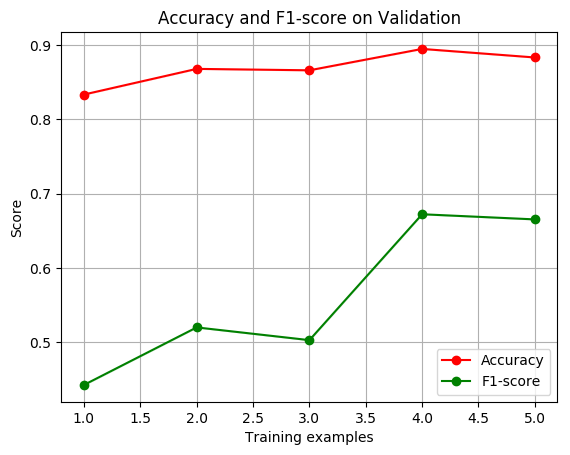 Accuracy and F1-score on Validation
0.9
0.8
0.7
0.6
0.5
Score
1.0 1.5 2.0 2.5 3.0 3.5 4.0 4.5 5.0
Training examples
Accuracy
F1-score